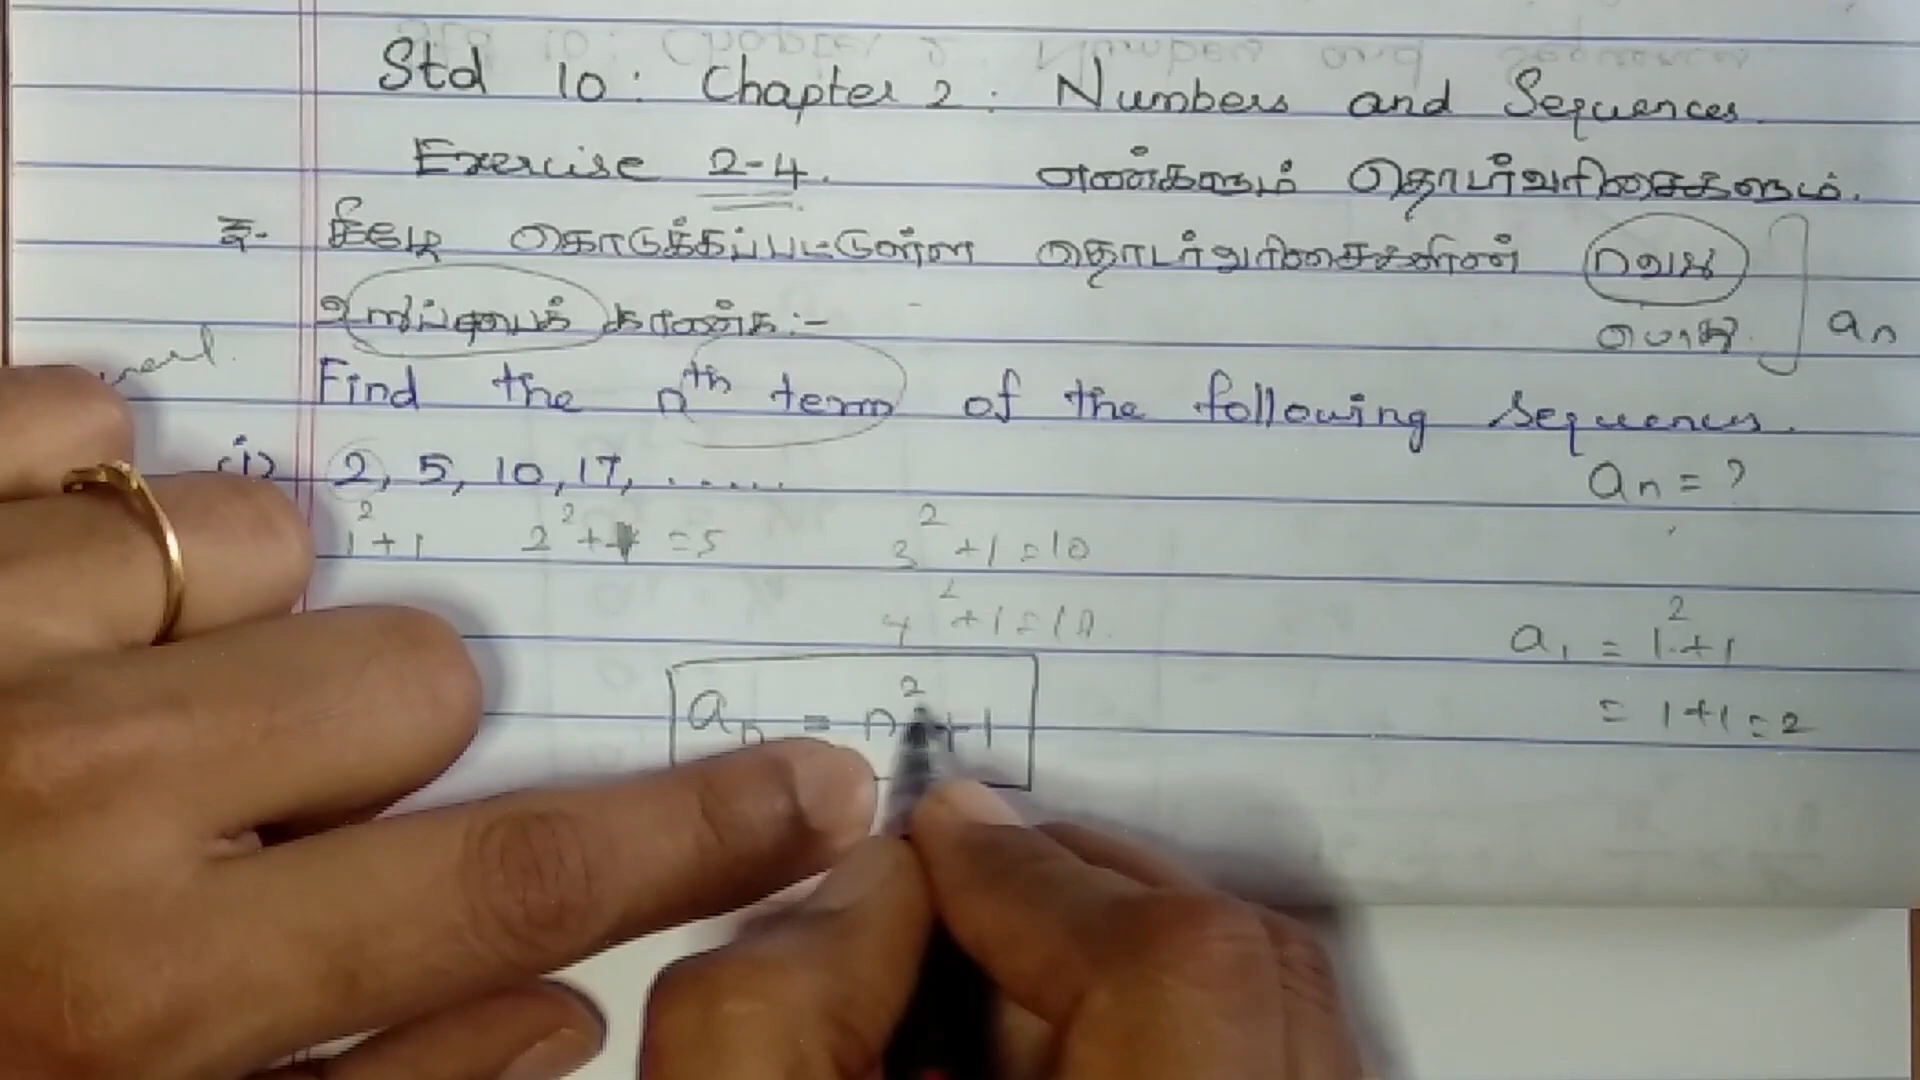 Std 10 : Chapter 2 : Numbers and Sequences
Exercise 2-4. எண்களும் தொடர்வரிசைகளும்.
கீழே கொடுக்கப்பட்டுள்ள தொடர்வரிசைகளின் nவது
உறுப்பைக் காண்க :-
an
Find the nth term of the following sequences.
(i) 2, 5, 10, 17, ......
an = ?
1² + 1 2² + 1 = 5 3² + 1 = 10
4² + 1 = 17.
a1 = 1² + 1
= 1 + 1 = 2
an = n² + 1